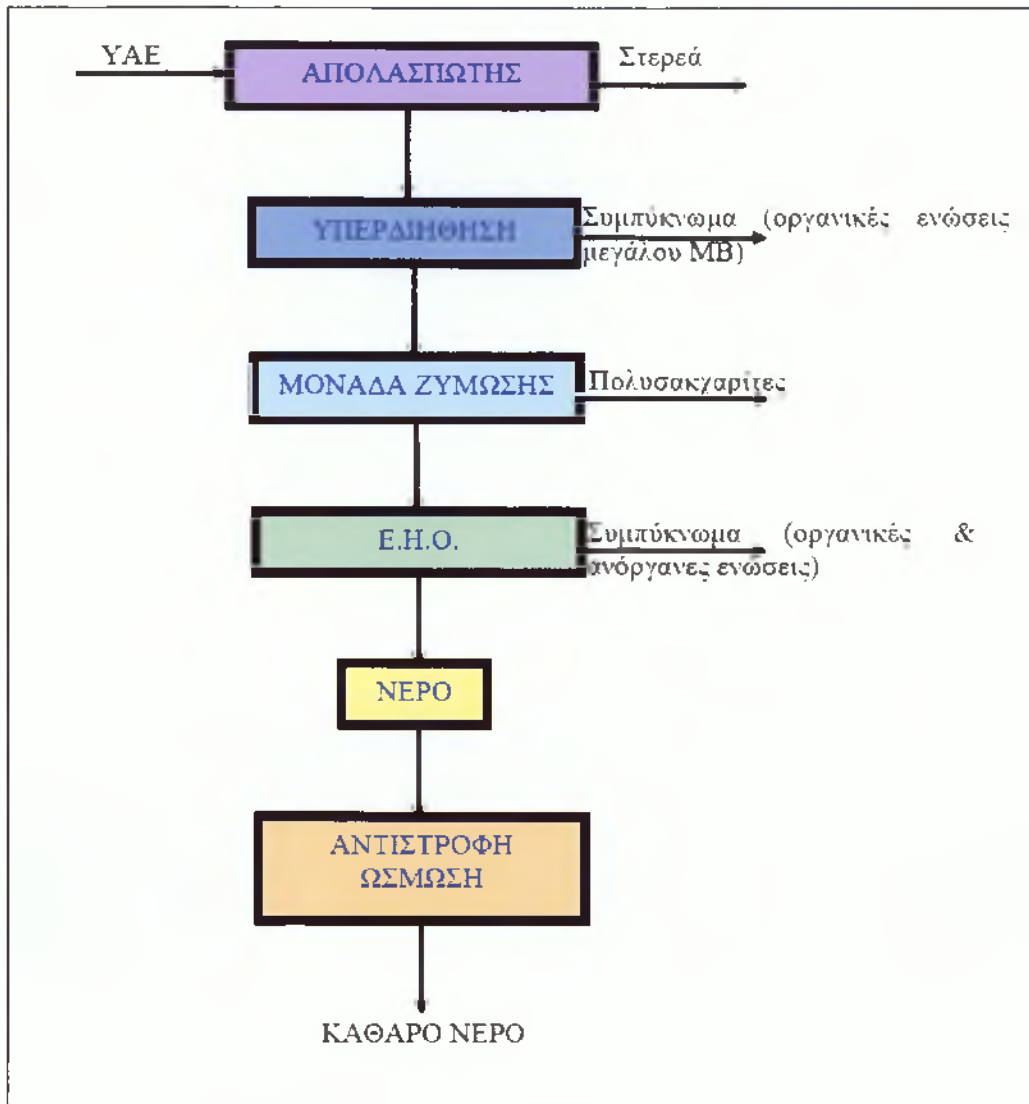 ΥΑΕ
ΑΠΟΛΑΣΠΩΤΗΣ
Στερεά
ΥΠΕΡΔΙΗΘΗΣΗ
Συμπύκνωμα (οργανικές ενώσεις
μεγάλου ΜΒ)
ΜΟΝΑΔΑ ΖΥΜΩΣΗΣ
Πολυσακχαρίτες
Ε.Η.Ο.
Συμπύκνωμα (οργανικές &
ανόργανες ενώσεις)
ΝΕΡΟ
ΑΝΤΙΣΤΡΟΦΗ
ΩΣΜΩΣΗ
ΚΑΘΑΡΟ ΝΕΡΟ